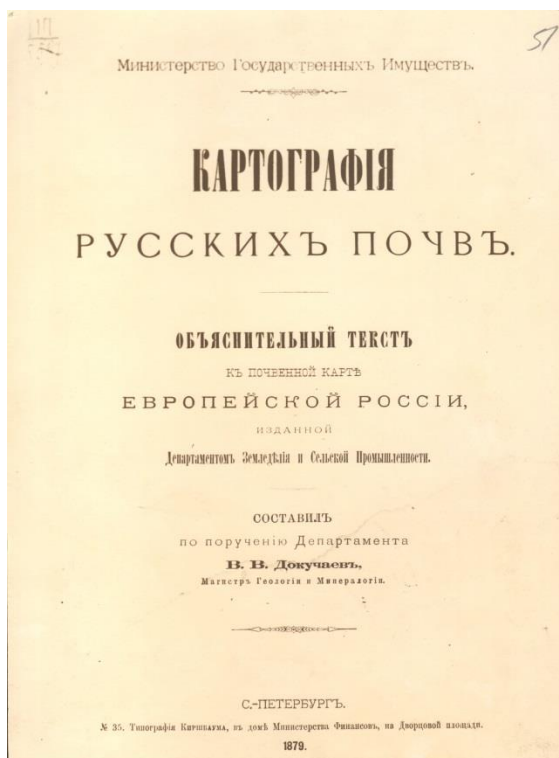 51
Министерство Государственныхъ Имуществъ.
КАРТОГРАФІЯ
РУССКИХЪ ПОЧВЪ.
ОБЪЯСНИТЕЛЬНЫЙ ТЕКСТЪ
КЪ ПОЧВЕННОЙ КАРТѢ
ЕВРОПЕЙСКОЙ РОССІИ,
ИЗДАННОЙ
Департаментомъ Земледѣлія и Сельской Промышленности.
СОСТАВИЛЪ
по порученію Департамента
В. В. Докучаевъ,
Магистръ Геологіи и Минералогіи.
С.-ПЕТЕРБУРГЪ.
№ 35. Типографія Киршбаума, въ домѣ Министерства Финансовъ, на Дворцовой площади.
1879.